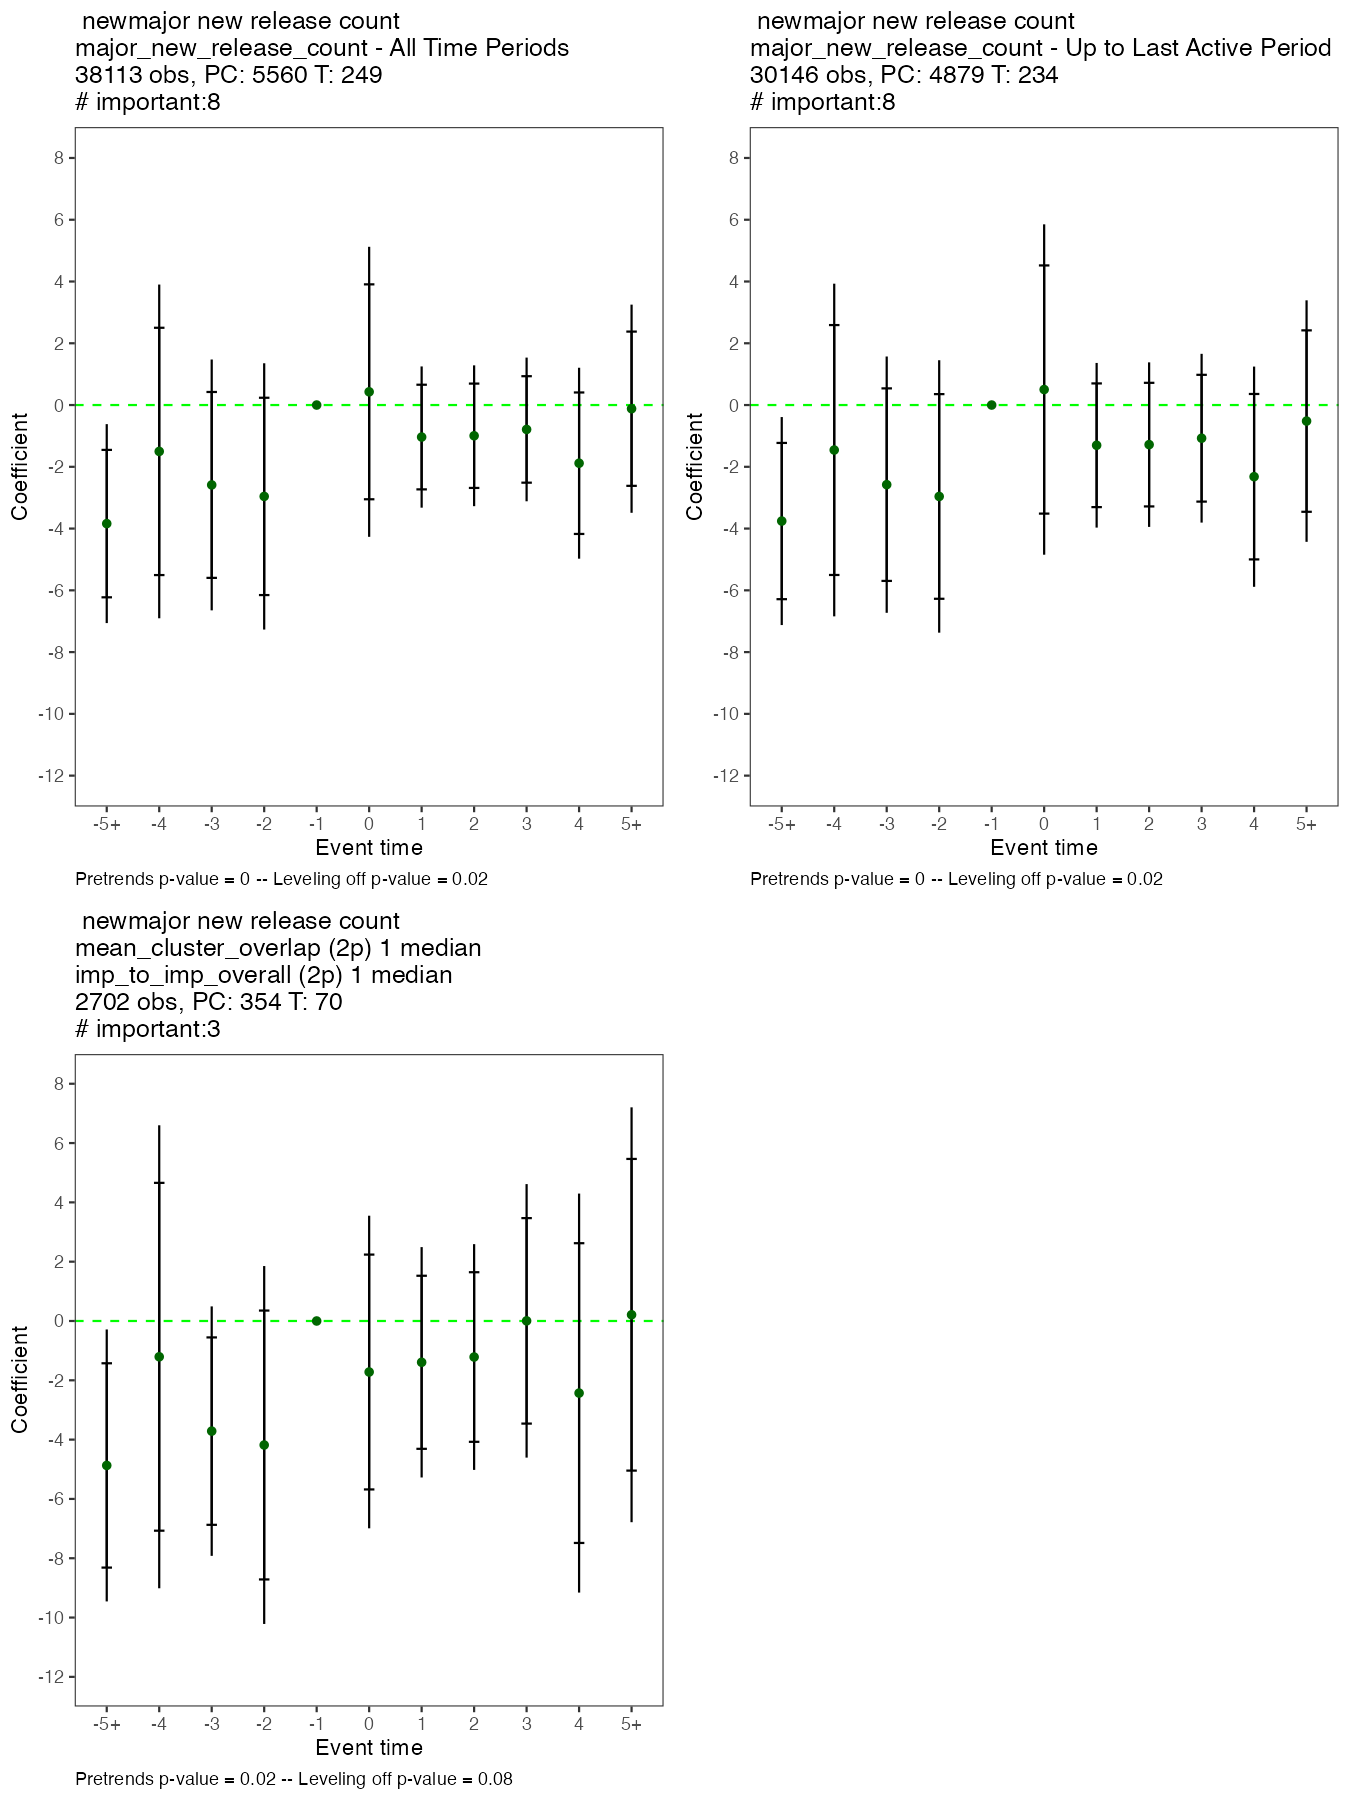 newmajor new release count
major_new_release_count - All Time Periods
38113 obs, PC: 5560 T: 249
# important:8
8
6
4
2
0
-2
-4
-6
-8
-10
-12
Coefficient
-5+ -4 -3 -2 -1 0 1 2 3 4 5+
Event time
Pretrends p-value = 0 -- Leveling off p-value = 0.02
newmajor new release count
major_new_release_count - Up to Last Active Period
30146 obs, PC: 4879 T: 234
# important:8
8
6
4
2
0
-2
-4
-6
-8
-10
-12
Coefficient
-5+ -4 -3 -2 -1 0 1 2 3 4 5+
Event time
Pretrends p-value = 0 -- Leveling off p-value = 0.02
newmajor new release count
mean_cluster_overlap (2p) 1 median
imp_to_imp_overall (2p) 1 median
2702 obs, PC: 354 T: 70
# important:3
8
6
4
2
0
-2
-4
-6
-8
-10
-12
Coefficient
-5+ -4 -3 -2 -1 0 1 2 3 4 5+
Event time
Pretrends p-value = 0.02 -- Leveling off p-value = 0.08